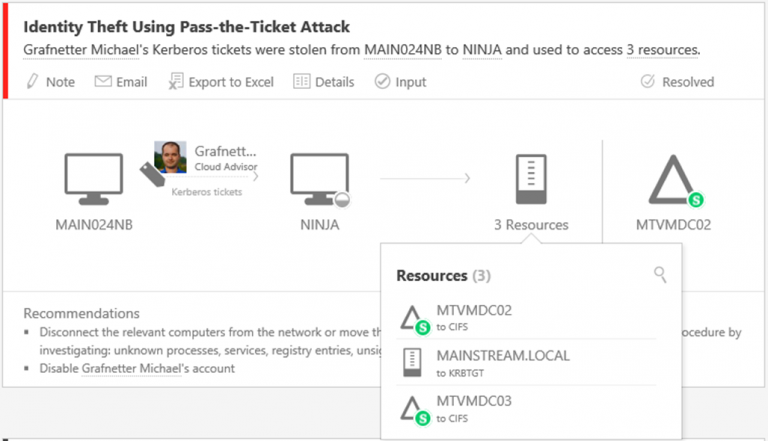 Identity Theft Using Pass-the-Ticket Attack
Grafnetter Michael's Kerberos tickets were stolen from MAIN024NB to NINJA and used to access 3 resources.
Note Email Export to Excel Details Input Resolved
Grafnett...
Cloud Advisor
Kerberos tickets
MAIN024NB
NINJA
3 Resources
S
MTVMDC02
Resources (3)
MTVMDC02
S
to CIFS
MAINSTREAM.LOCAL
to KRBTGT
MTVMDC03
S
to CIFS
Recommendations
Disconnect the relevant computers from the network or move th
rocedure by
investigating: unknown processes, services, registry entries, unsig
Disable Grafnetter Michael's account